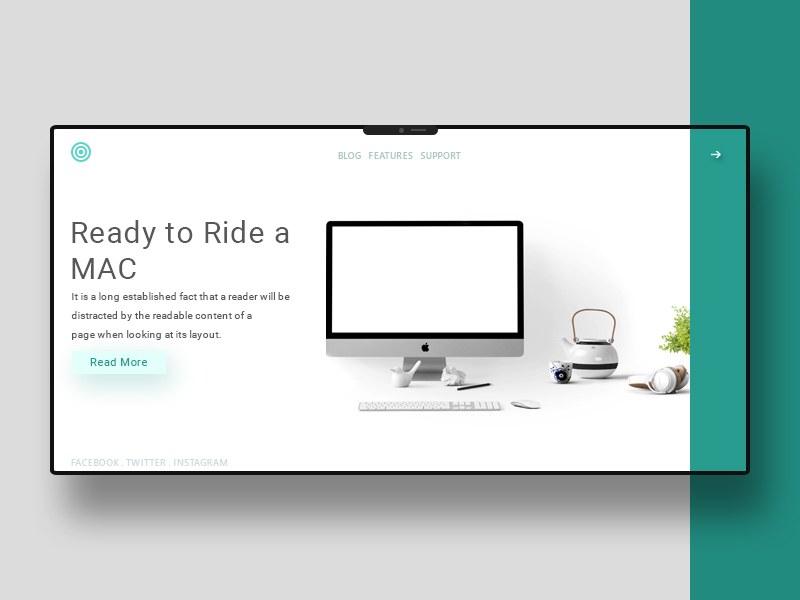 BLOG FEATURES SUPPORT
Ready to Ride a
MAC
It is a long established fact that a reader will be
distracted by the readable content of a
page when looking at its layout.
Read More
FACEBOOK . TWITTER . INSTAGRAM